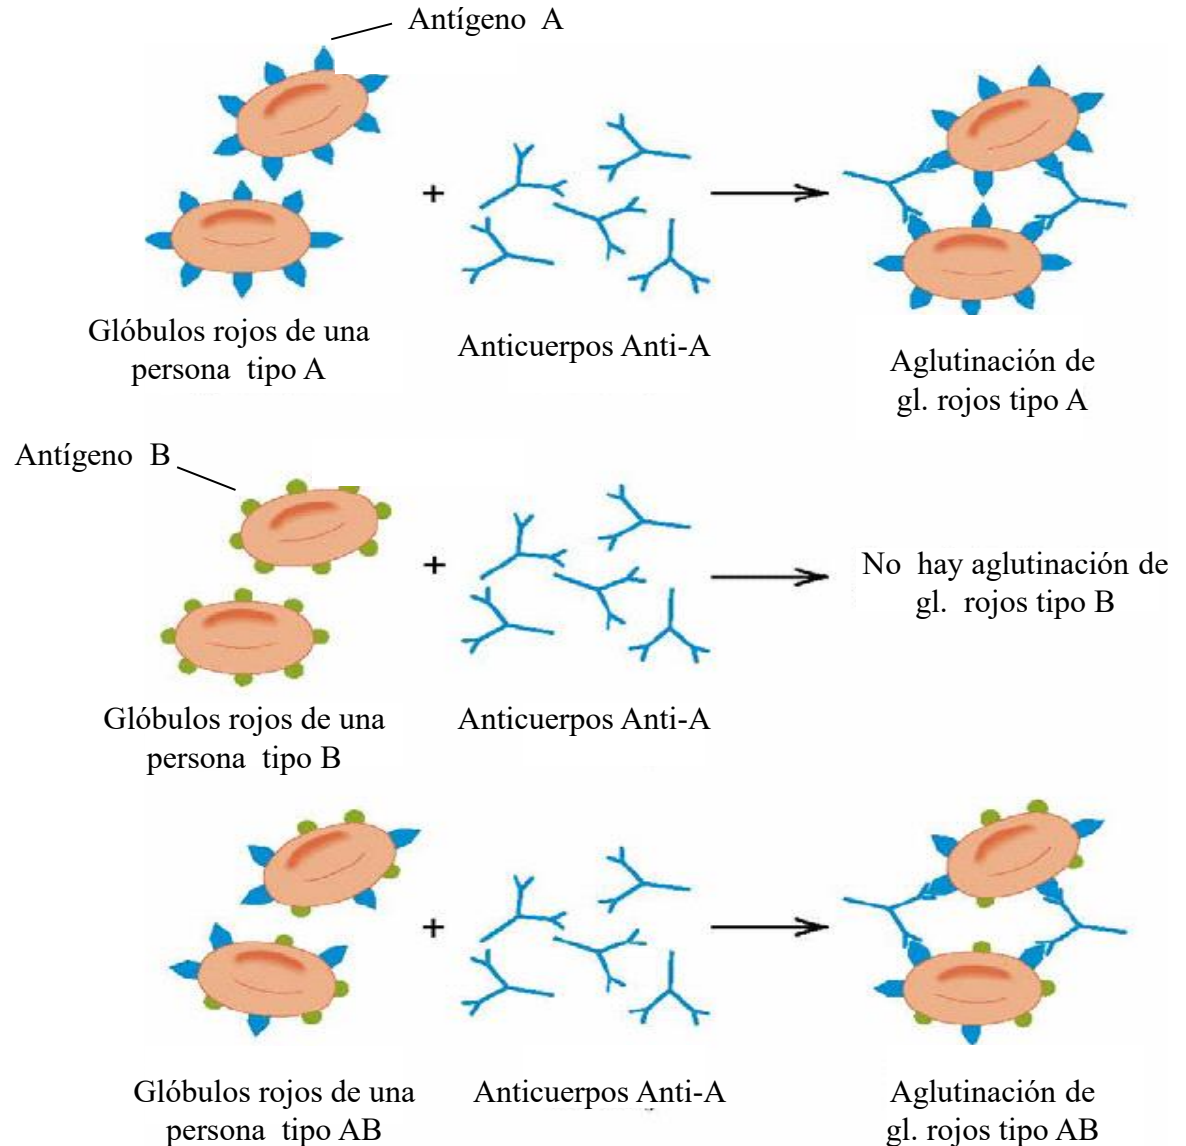 Antígeno A
Glóbulos rojos de una
persona tipo A
+
Anticuerpos Anti-A
Aglutinación de
gl. rojos tipo A
Antígeno B
Glóbulos rojos de una
persona tipo B
+
Anticuerpos Anti-A
No hay aglutinación de
gl. rojos tipo B
Glóbulos rojos de una
persona tipo AB
+
Anticuerpos Anti-A
Aglutinación de
gl. rojos tipo AB